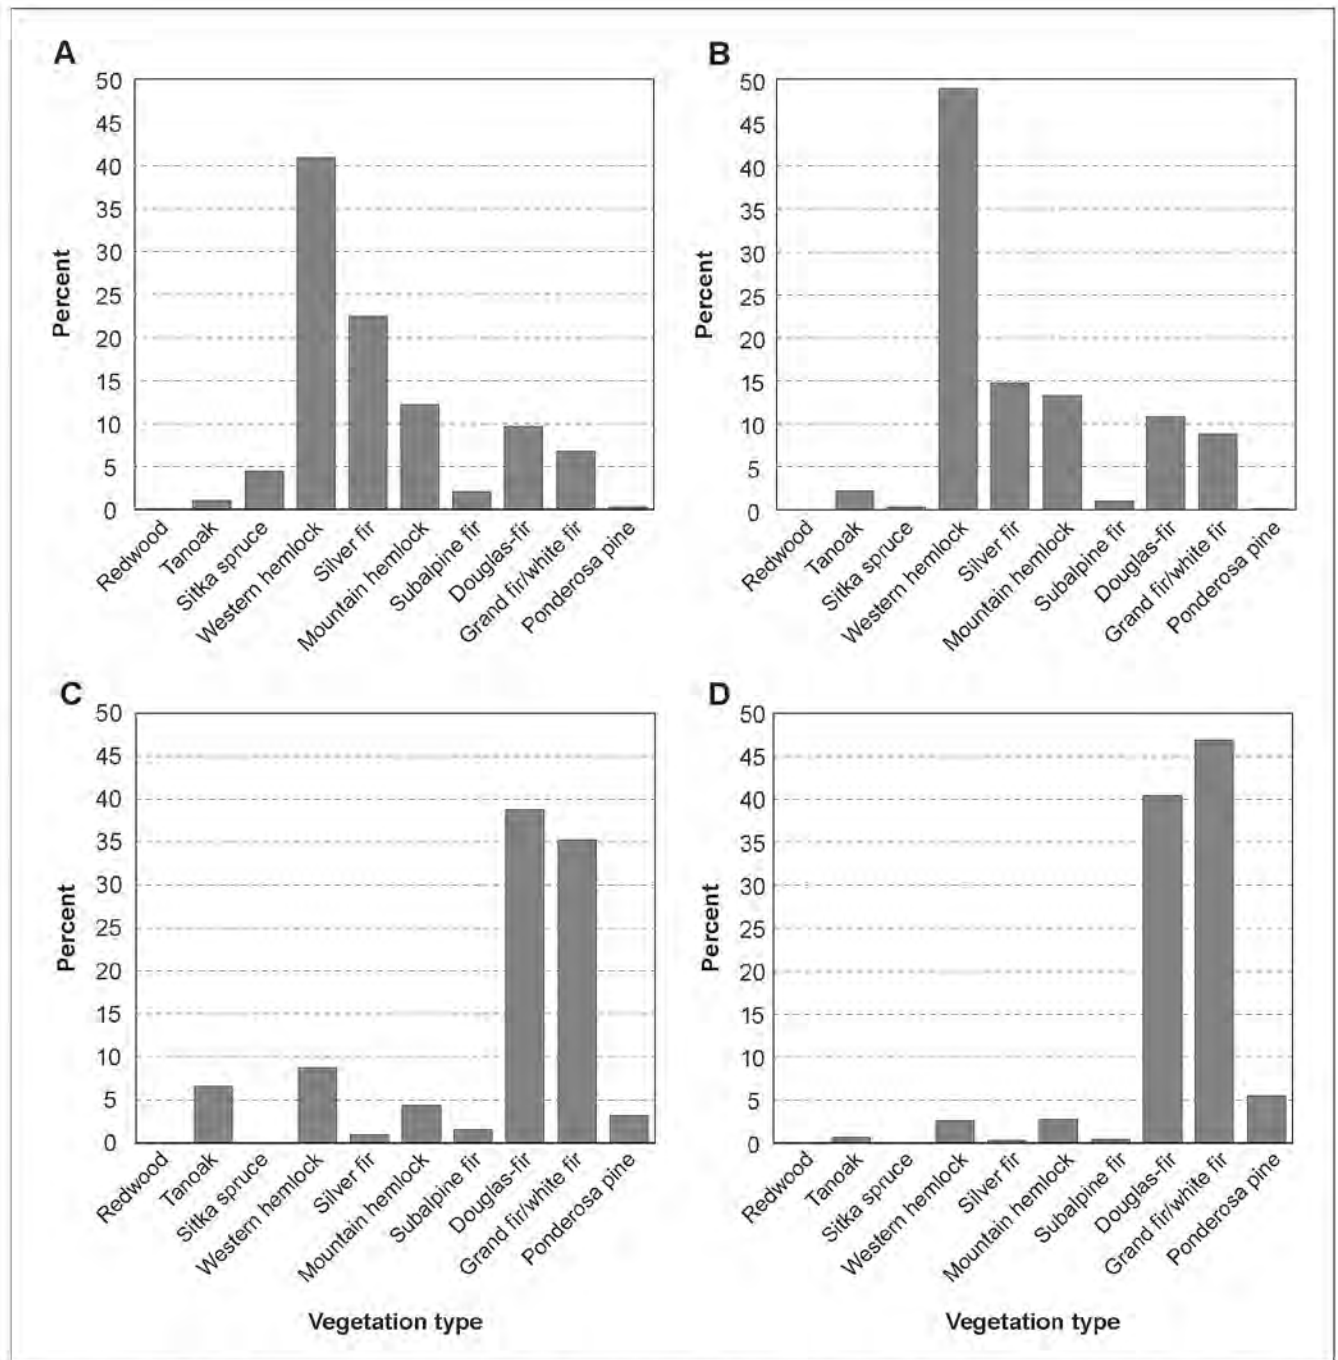 A
50
45
40
35
30
25
20
15
10
5
0
Percent
Redwood
Tanoak
Sitka spruce
Western hemlock
Silver fir
Mountain hemlock
Subalpine fir
Douglas-fir
Grand fir/white fir
Ponderosa pine
B
50
45
40
35
30
25
20
15
10
5
0
Percent
Redwood
Tanoak
Sitka spruce
Western hemlock
Silver fir
Mountain hemlock
Subalpine fir
Douglas-fir
Grand fir/white fir
Ponderosa pine
C
50
45
40
35
30
25
20
15
10
5
0
Percent
Redwood
Tanoak
Sitka spruce
Western hemlock
Silver fir
Mountain hemlock
Subalpine fir
Douglas-fir
Grand fir/white fir
Ponderosa pine
Vegetation type
D
50
45
40
35
30
25
20
15
10
5
0
Percent
Redwood
Tanoak
Sitka spruce
Western hemlock
Silver fir
Mountain hemlock
Subalpine fir
Douglas-fir
Grand fir/white fir
Ponderosa pine
Vegetation type